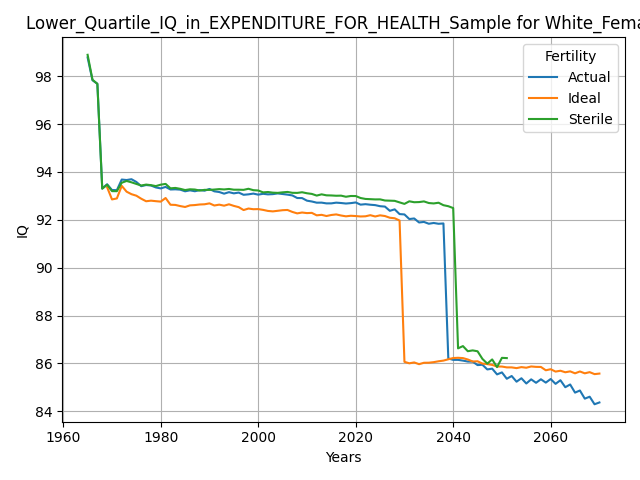 Lower_Quartile_IQ_in_EXPENDITURE_FOR_HEALTH_Sample for White_Fema
Fertility
Actual
Ideal
Sterile
IQ
98
96
94
92
90
88
86
84
1960 1980 2000 2020 2040 2060
Years